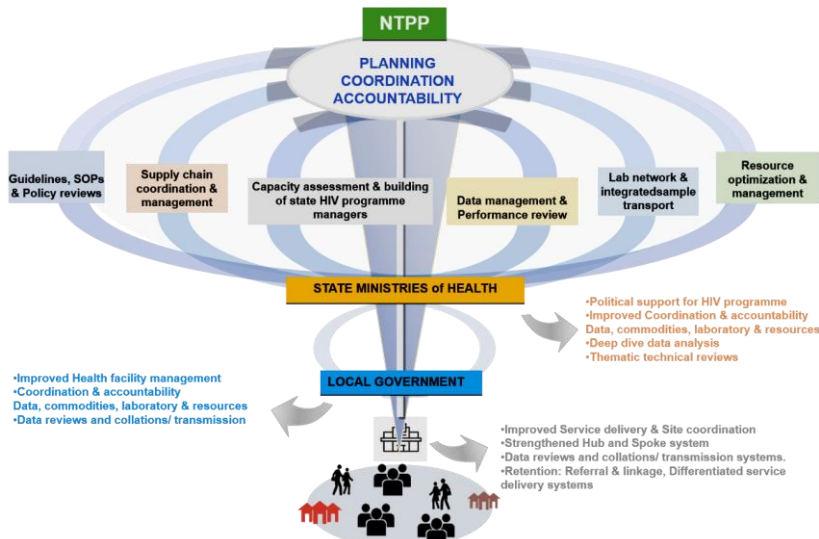 NTPP
PLANNING
COORDINATION
ACCOUNTABILITY
Guidelines, SOPs
& Policy reviews
Supply chain
coordination &
management
Capacity assessment & building
of state HIV programme
managers
Data management &
Performance review
Lab network &
integratedsample
transport
Resource
optimization &
management
STATE MINISTRIES of HEALTH
•Political support for HIV programme
•Improved Coordination & accountability
Data, commodities, laboratory & resources
•Deep dive data analysis
•Thematic technical reviews
LOCAL GOVERNMENT
•Improved Health facility management
•Coordination & accountability
Data, commodities, laboratory & resources
•Data reviews and collations/ transmission
•Improved Service delivery & Site coordination
•Strengthened Hub and Spoke system
•Data reviews and collations/ transmission systems.
•Retention: Referral & linkage, Differentiated service
delivery systems